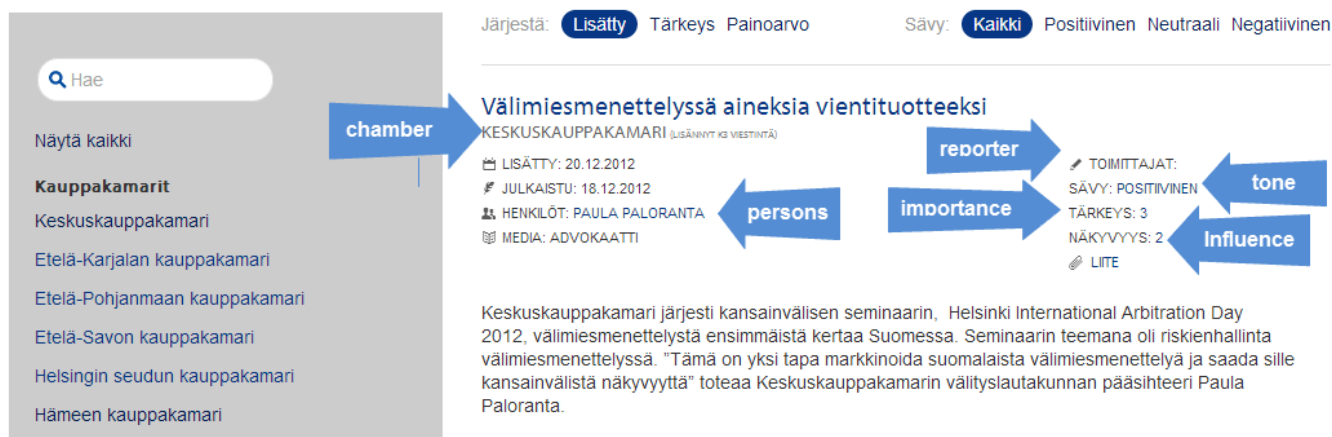 Järjestä: Lisätty Tärkeys Painoarvo Sävy: Kaikki Positiivinen Neutraali Negatiivinen
Hae
Näytä kaikki
Kauppakamarit
Keskuskauppakamari
Etelä-Karjalan kauppakamari
Etelä-Pohjanmaan kauppakamari
Etelä-Savon kauppakamari
Helsingin seudun kauppakamari
Hämeen kauppakamari
Välimiesmenettelyssä aineksia vientituotteeksi
chamber
KESKUSKAUPPAKAMARI (LISÄNNYT K3 VIESTINTÄ)
LISÄTTY: 20.12.2012
JULKAISTU: 18.12.2012
HENKILÖT: PAULA PALORANTA
persons
MEDIA: ADVOKAATTI
reporter
TOIMITTAJAT:
SÄVY: POSITIIVINEN
tone
importance
TÄRKEYS: 3
NÄKYVYYS: 2
Influence
LIITE
Keskuskauppakamari järjesti kansainvälisen seminaarin, Helsinki International Arbitration Day
2012, välimiesmenettelystä ensimmäistä kertaa Suomessa. Seminaarin teemana oli riskienhallinta
välimiesmenettelyssä. ”Tämä on yksi tapa markkinoida suomalaista välimiesmenettelyä ja saada sille
kansainvälistä näkyvyyttä” toteaa Keskuskauppakamarin välityslautakunnan pääsihteeri Paula
Paloranta.